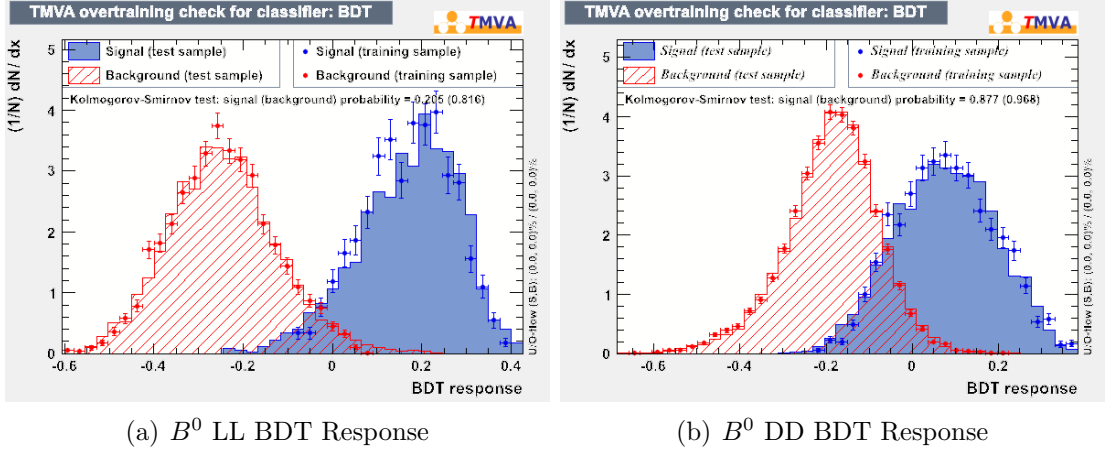 TMVA overtraining check for classifier: BDT
TMVA
Signal (test sample)
Background (test sample)
Signal (training sample)
Background (training sample)
Kolmogorov-Smirnov test: signal (background) probability = 0.205 (0.816)
(1/N) dN / dx
5
4
3
2
1
0
-0.6
-0.4
-0.2
0
0.2
0.4
BDT response
U/O-flow (S,B): (0.0, 0.0)% / (0.0, 0.0)%
(a) B⁰ LL BDT Response
TMVA overtraining check for classifier: BDT
TMVA
Signal (test sample)
Background (test sample)
Signal (training sample)
Background (training sample)
Kolmogorov-Smirnov test: signal (background) probability = 0.877 (0.968)
(1/N) dN / dx
5
4
3
2
1
0
-0.6
-0.4
-0.2
0
0.2
BDT response
U/O-flow (S,B): (0.0, 0.0)% / (0.0, 0.0)%
(b) B⁰ DD BDT Response